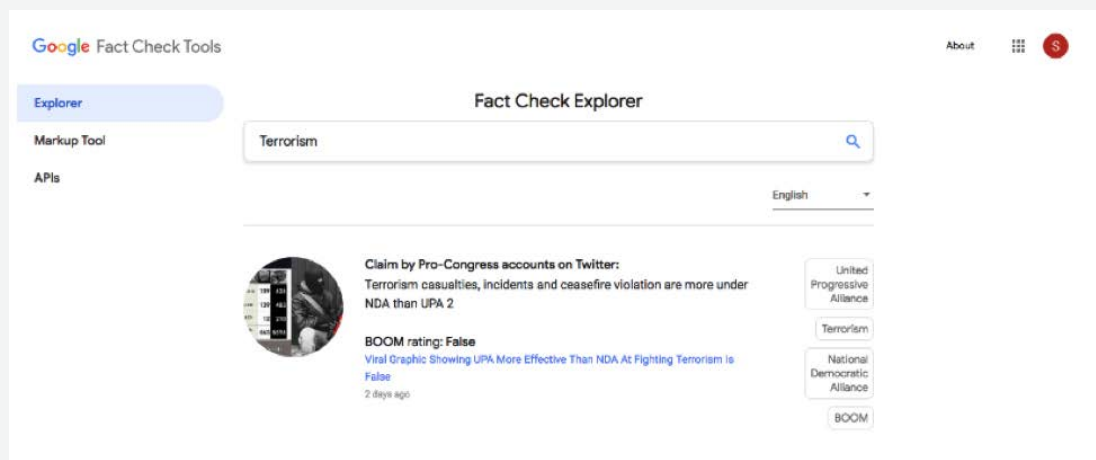 Google Fact Check Tools
About
S
Explorer
Markup Tool
APIs
Fact Check Explorer
Terrorism
English
Claim by Pro-Congress accounts on Twitter:
Terrorism casualties, incidents and ceasefire violation are more under
NDA than UPA 2
BOOM rating: False
Viral Graphic Showing UPA More Effective Than NDA At Fighting Terrorism Is
False
2 days ago
United
Progressive
Alliance
Terrorism
National
Democratic
Alliance
BOOM